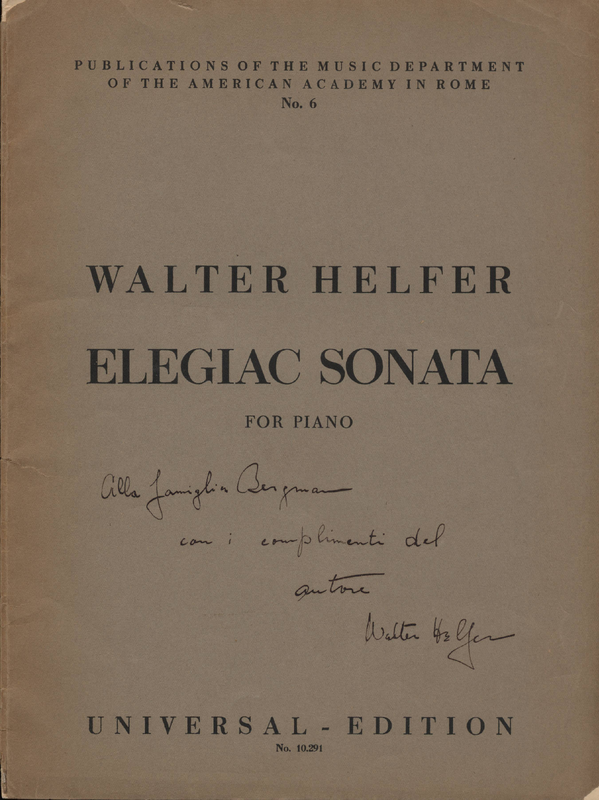 PUBLICATIONS OF THE MUSIC DEPARTMENT
OF THE AMERICAN ACADEMY IN ROME
No. 6
WALTER HELFER
ELEGIAC SONATA
FOR PIANO
Alla famiglia Bergman
con i complimenti del
autore
Walter Helfer
UNIVERSAL - EDITION
No. 10.291